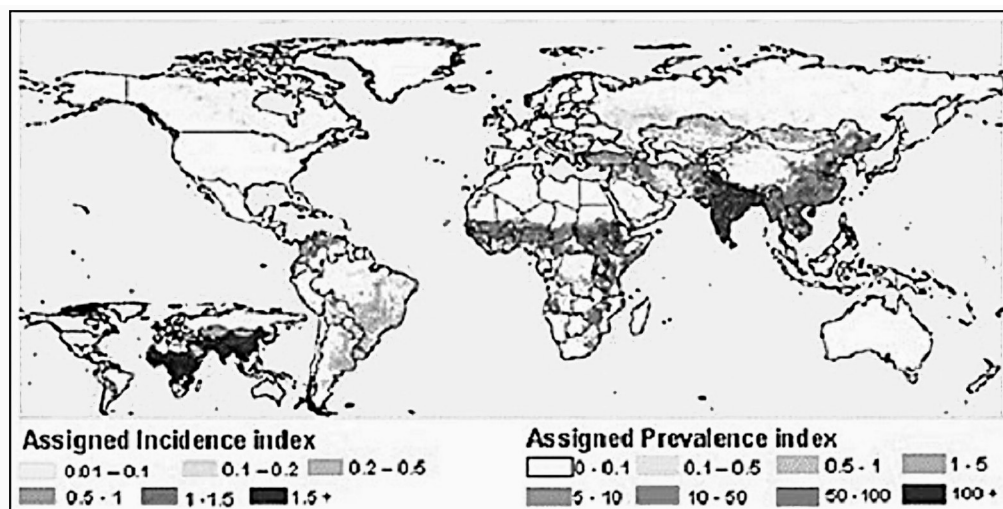 Assigned Incidence index
0.01 - 0.1 0.1 - 0.2 0.2 - 0.5
0.5 - 1 1 - 1.5 1.5 +
Assigned Prevalence index
0 - 0.1 0.1 - 0.5 0.5 - 1 1 - 5
5 - 10 10 - 50 50 - 100 100 +